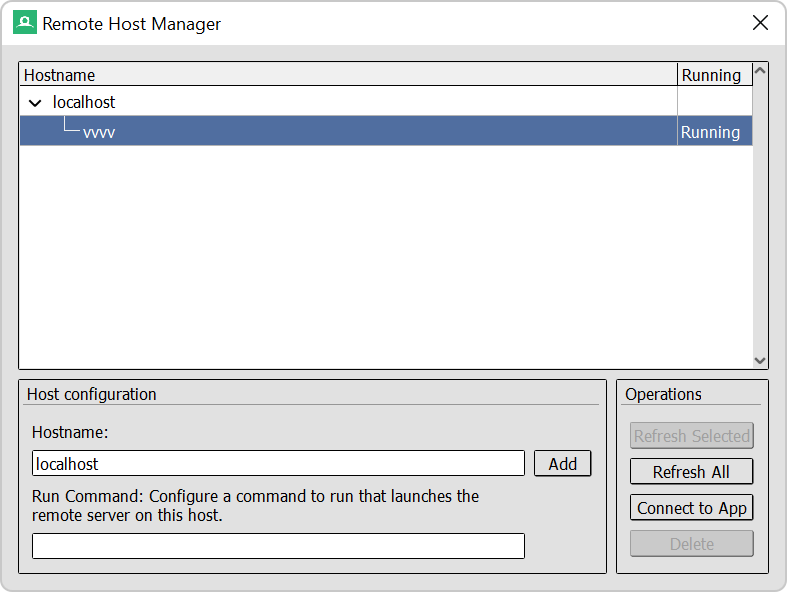 Remote Host Manager
Hostname Running
localhost
vvvv Running
Host configuration
Hostname:
localhost
Add
Run Command: Configure a command to run that launches the
remote server on this host.
Operations
Refresh Selected
Refresh All
Connect to App
Delete